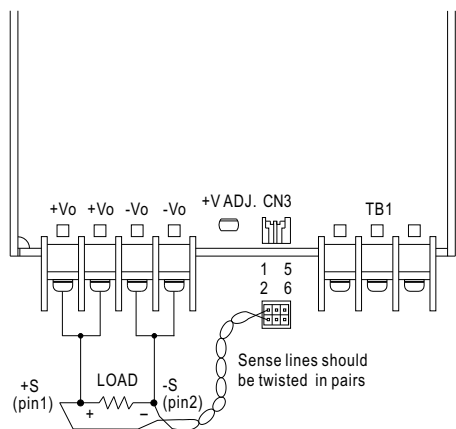 +Vo +Vo -Vo -Vo +V ADJ. CN3 TB1
1 5
2 6
Sense lines should
be twisted in pairs
+S
(pin1)
LOAD
+ −
-S
(pin2)